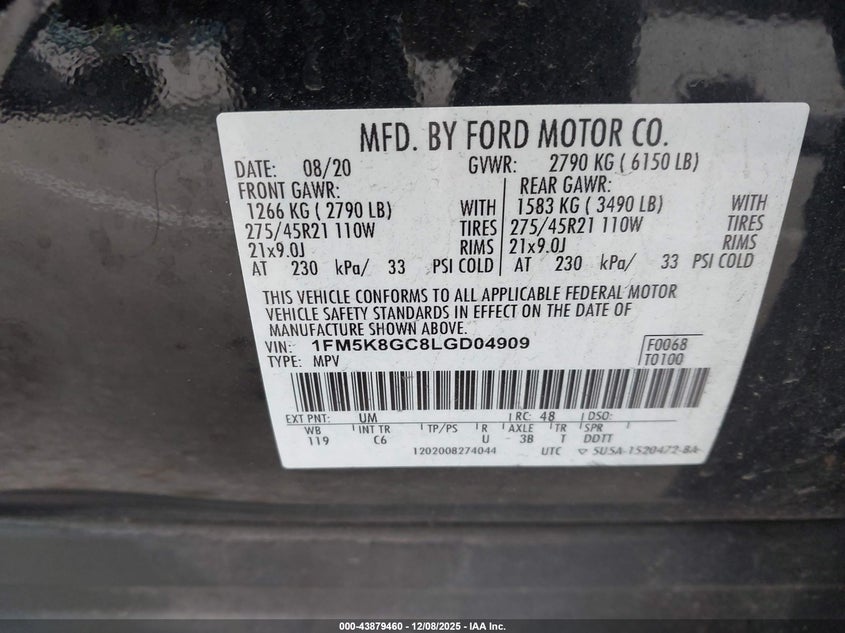 MFD. BY FORD MOTOR CO.
DATE: 08/20 GVWR: 2790 KG ( 6150 LB)
FRONT GAWR: REAR GAWR:
1266 KG ( 2790 LB) WITH 1583 KG ( 3490 LB) WITH
275/45R21 110W TIRES 275/45R21 110W TIRES
21x9.0J RIMS 21x9.0J RIMS
AT 230 kPa/ 33 PSI COLD AT 230 kPa/ 33 PSI COLD
THIS VEHICLE CONFORMS TO ALL APPLICABLE FEDERAL MOTOR
VEHICLE SAFETY STANDARDS IN EFFECT ON THE DATE OF
MANUFACTURE SHOWN ABOVE.
VIN: 1FM5K8GC8LGD04909 F0068
TYPE: MPV T0100
EXT PNT: UM RC: 48 DSO:
WB INT TR TP/PS R AXLE TR SPR
119 C6 U 3B T DDTT
1202008274044 UTC ▽ 5U5A-1520472-BA-
000-43879460 - 12/08/2025 - IAA Inc.